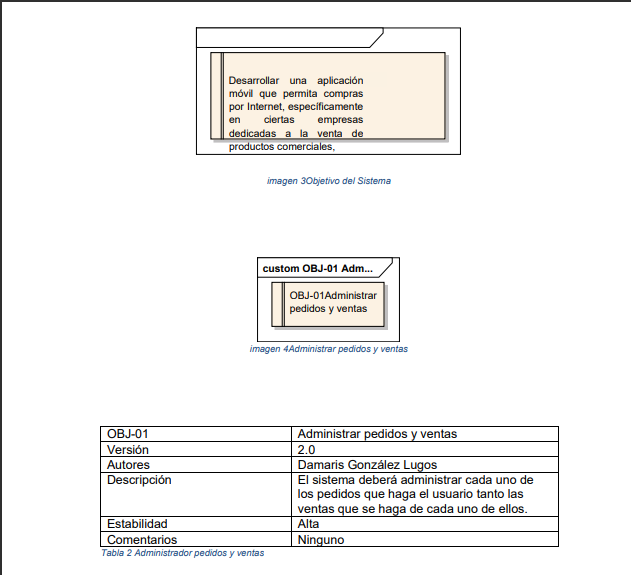 Desarrollar una aplicación
móvil que permita compras
por Internet, específicamente
en ciertas empresas
dedicadas a la venta de
productos comerciales,
imagen 3Objetivo del Sistema
custom OBJ-01 Adm...
OBJ-01Administrar
pedidos y ventas
imagen 4Administrar pedidos y ventas
OBJ-01 Administrar pedidos y ventas
Versión 2.0
Autores Damaris González Lugos
Descripción El sistema deberá administrar cada uno de
los pedidos que haga el usuario tanto las
ventas que se haga de cada uno de ellos.
Estabilidad Alta
Comentarios Ninguno
Tabla 2 Administrador pedidos y ventas